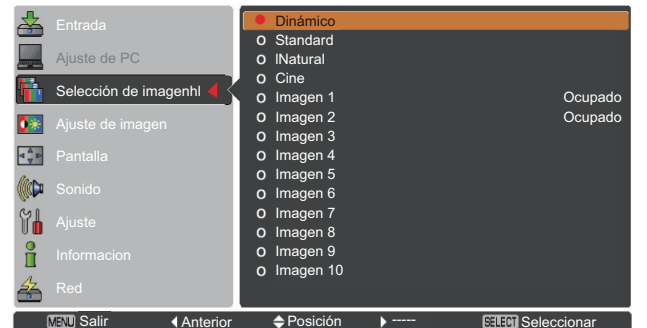 Entrada
Ajuste de PC
Selección de imagenhl
Ajuste de imagen
Pantalla
Sonido
Ajuste
Informacion
Red
Dinámico
o Standard
o lNatural
o Cine
o Imagen 1 Ocupado
o Imagen 2 Ocupado
o Imagen 3
o Imagen 4
o Imagen 5
o Imagen 6
o Imagen 7
o Imagen 8
o Imagen 9
o Imagen 10
MENU Salir Anterior Posición ----- SELECT Seleccionar